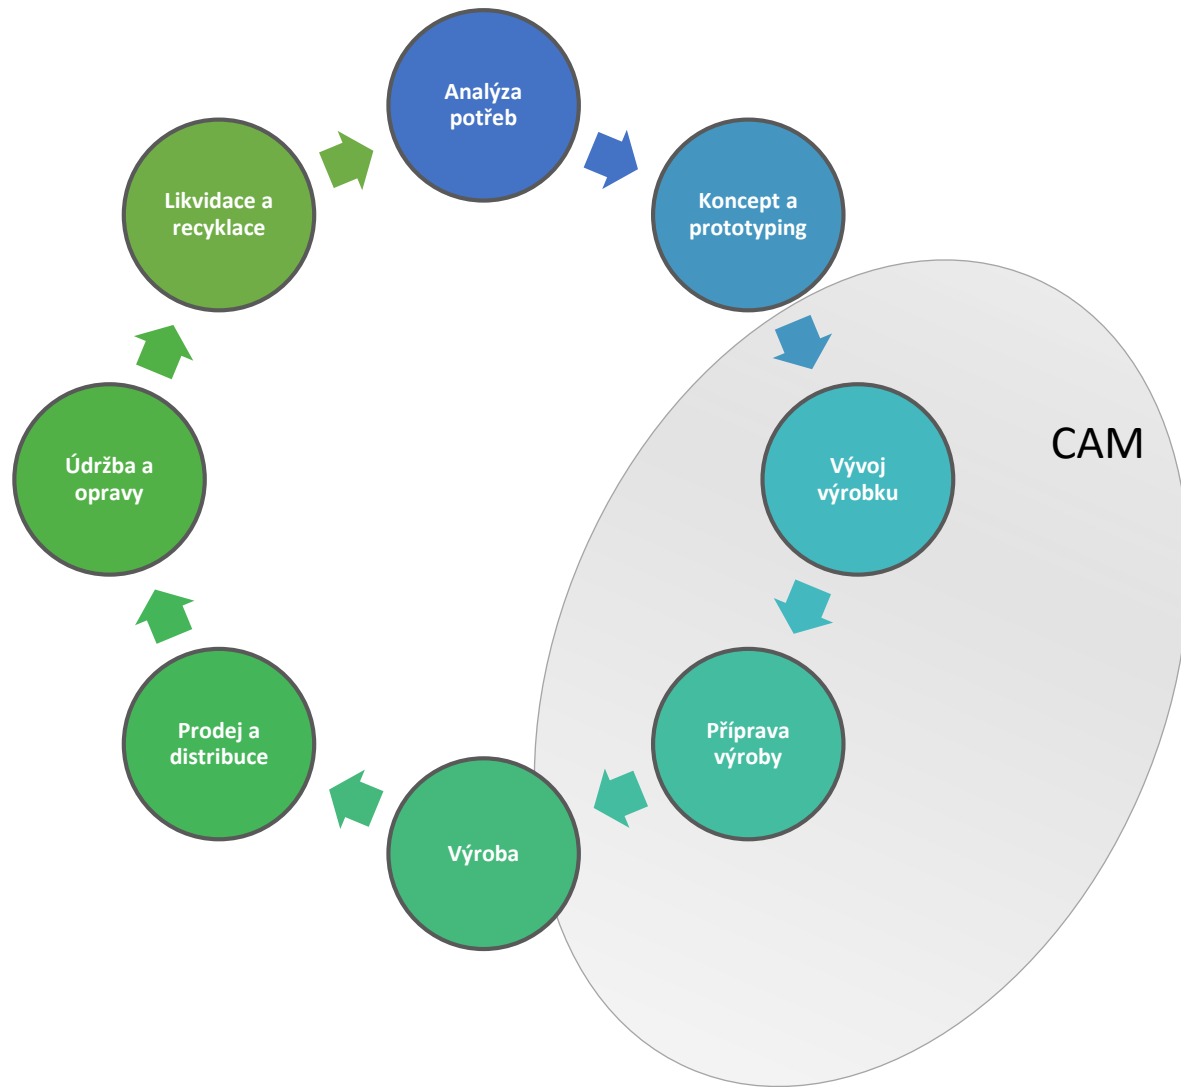 Analýza
potřeb
Koncept a
prototyping
CAM
Vývoj
výrobku
Příprava
výroby
Výroba
Prodej a
distribuce
Údržba a
opravy
Likvidace a
recyklace